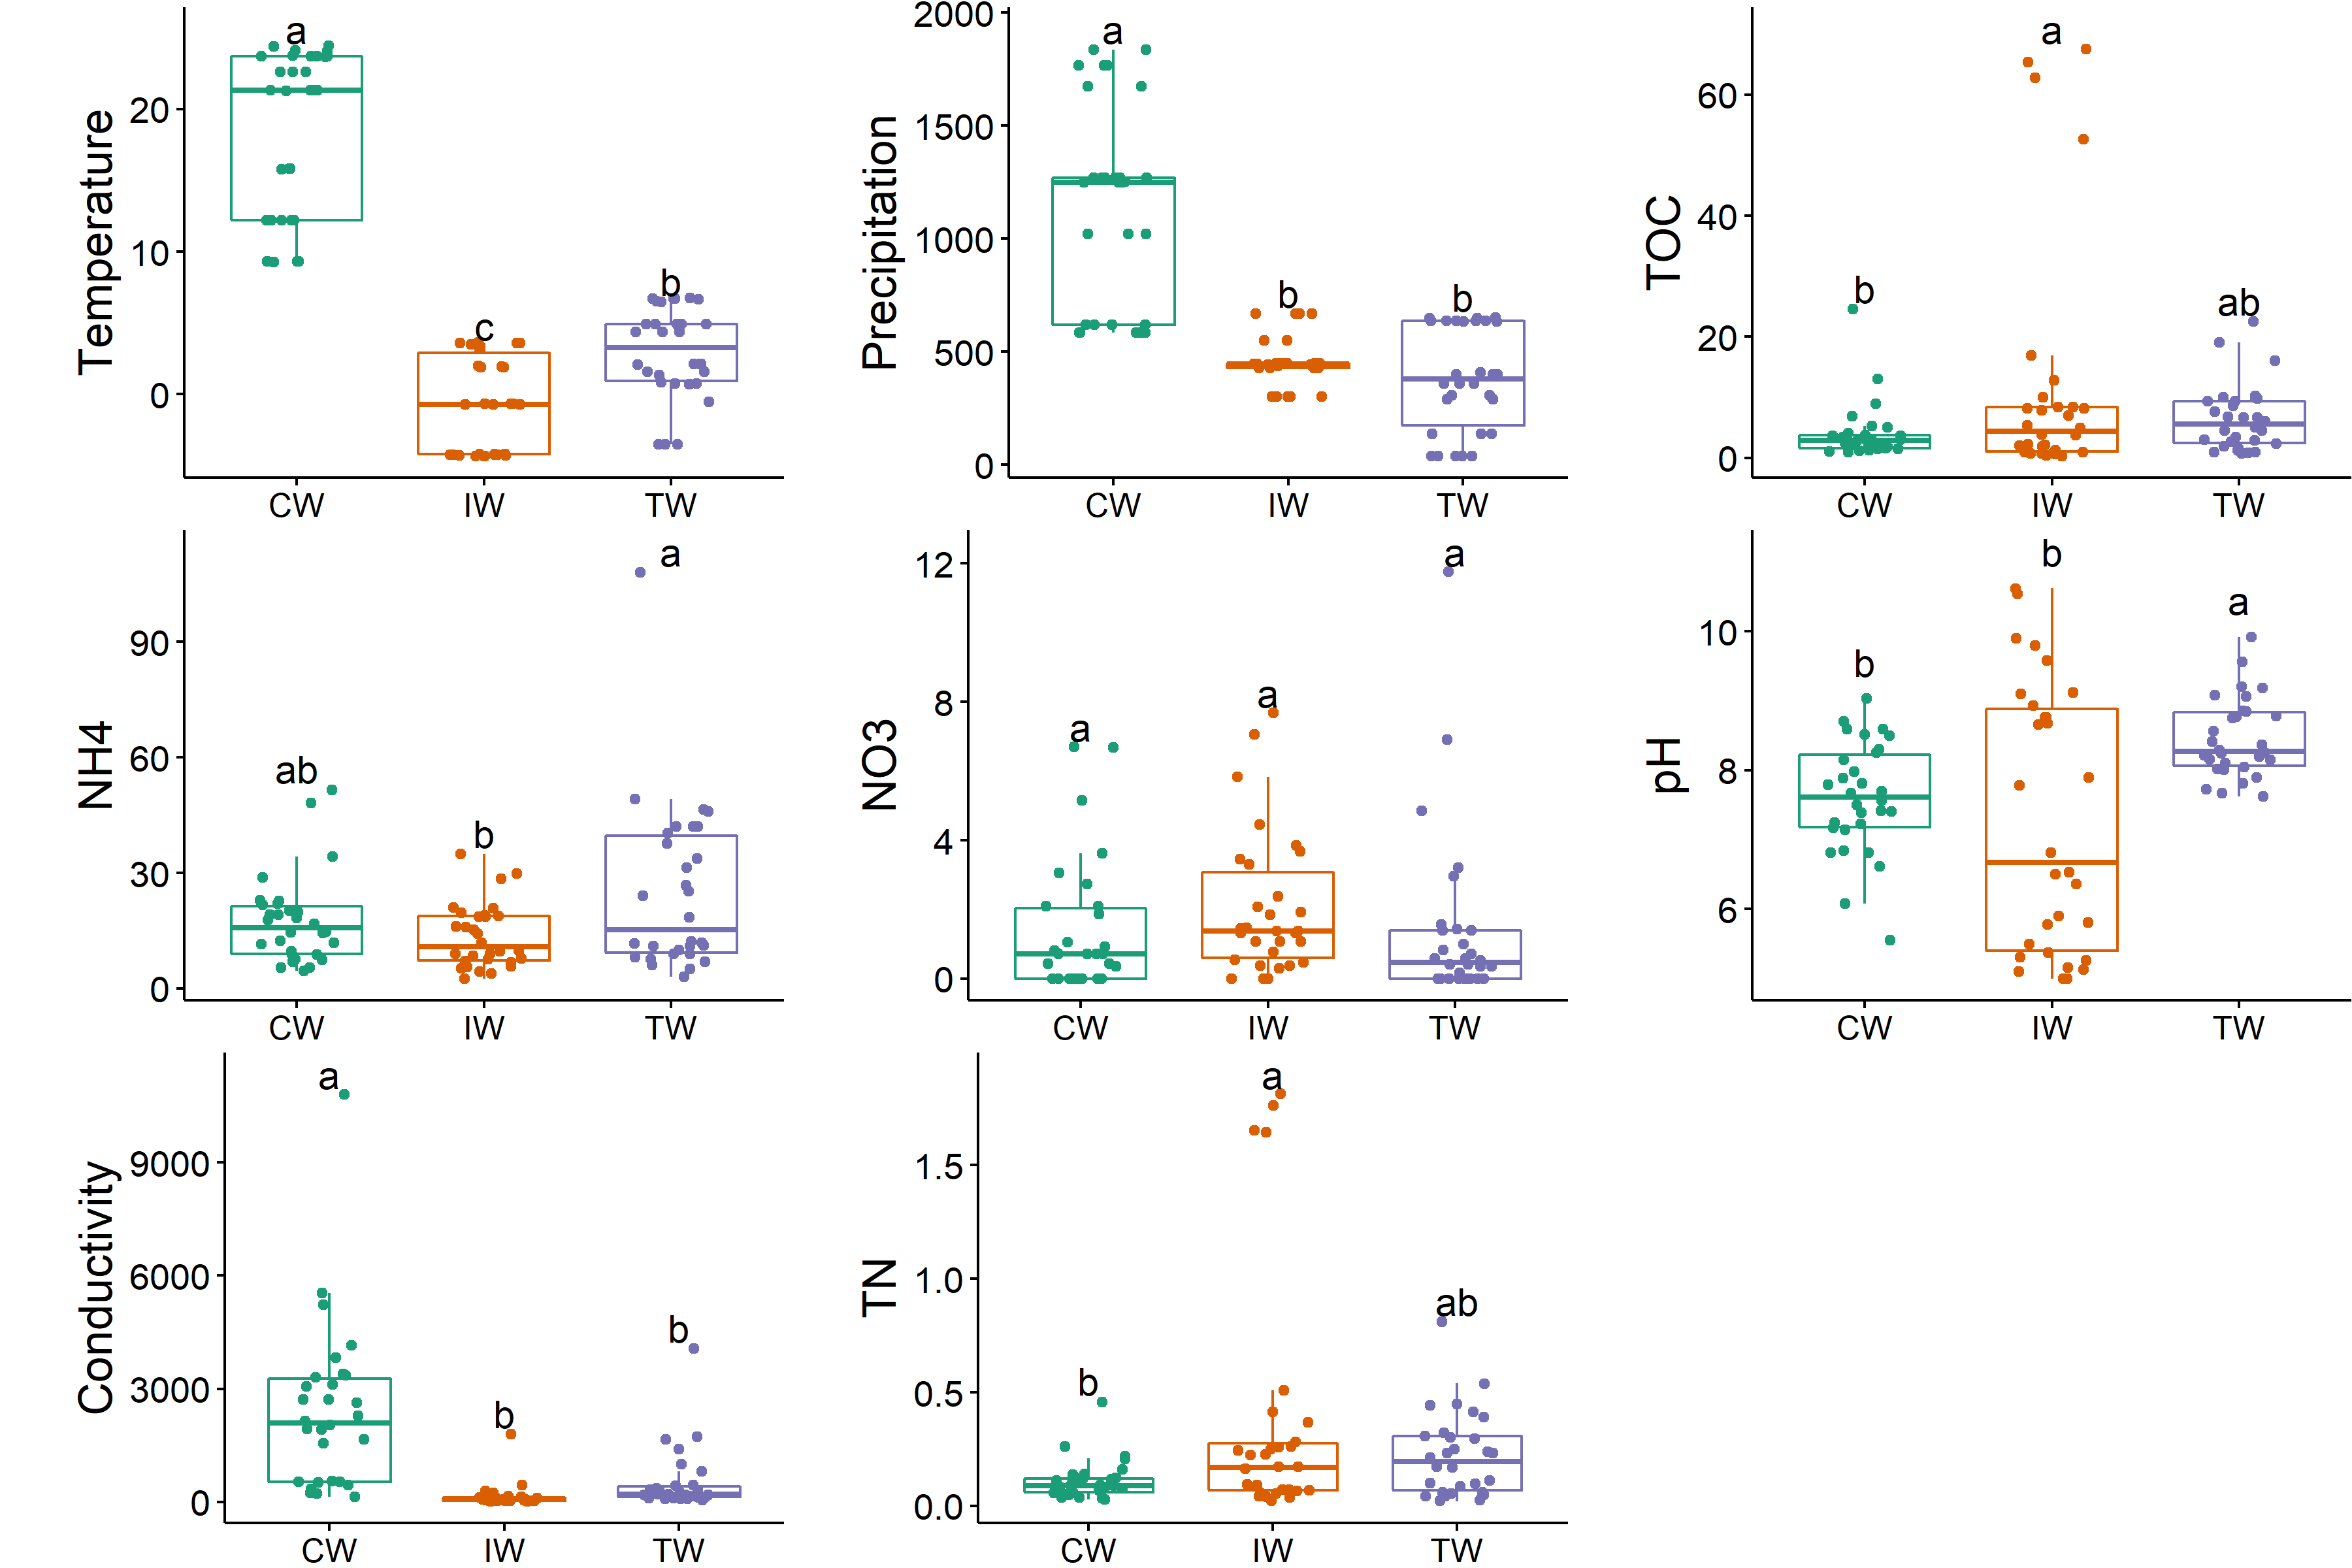 Temperature
20
10
0
a
c
b
CW IW TW
Precipitation
2000
1500
1000
500
0
a
b
b
CW IW TW
TOC
60
40
20
0
b
a
ab
CW IW TW
NH4
90
60
30
0
ab
b
a
CW IW TW
NO3
12
8
4
0
a
a
a
CW IW TW
pH
10
8
6
b
b
a
CW IW TW
Conductivity
9000
6000
3000
0
a
b
b
CW IW TW
TN
1.5
1.0
0.5
0.0
b
a
ab
CW IW TW